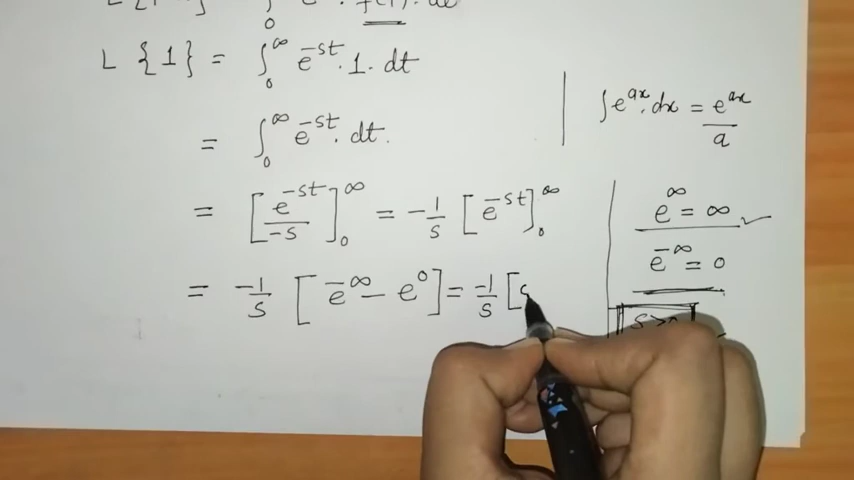 L {1} = ∫₀^∞ e^-st . 1 . dt
= ∫₀^∞ e^-st . dt.
= [e^-st / -s]₀^∞ = -1/s [e^-st]₀^∞
= -1/s [e^-∞ - e^0] = -1/s [
∫e^ax . dx = e^ax / a
e^∞ = ∞ ✓
e^-∞ = 0